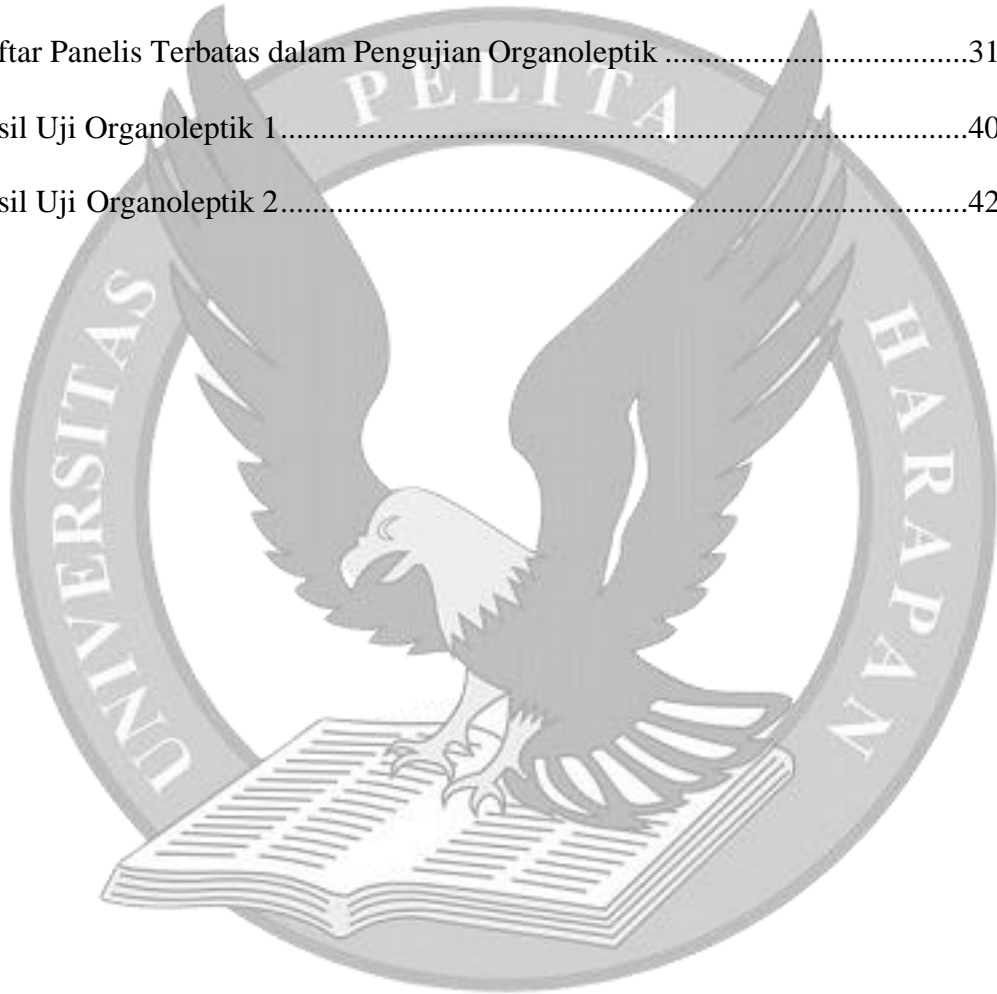 ftar Panelis Terbatas dalam Pengujian Organoleptik ...................................31
sil Uji Organoleptik 1....................................................................................40
sil Uji Organoleptik 2....................................................................................42
UNIVERSITAS PELITA HARAPAN